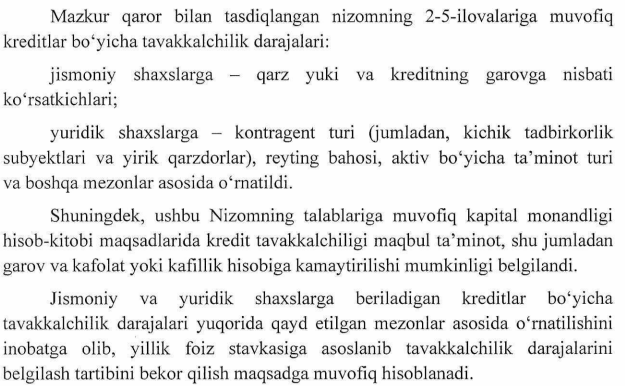 Mazkur qaror bilan tasdiqlangan nizomning 2-5-ilovalariga muvofiq
kreditlar bo‘yicha tavakkalchilik darajalari:
jismoniy shaxslarga – qarz yuki va kreditning garovga nisbati
ko‘rsatkichlari;
yuridik shaxslarga – kontragent turi (jumladan, kichik tadbirkorlik
subyektlari va yirik qarzdorlar), reyting bahosi, aktiv bo‘yicha ta’minot turi
va boshqa mezonlar asosida o‘rnatildi.
Shuningdek, ushbu Nizomning talablariga muvofiq kapital monandligi
hisob-kitobi maqsadlarida kredit tavakkalchiligi maqbul ta’minot, shu jumladan
garov va kafolat yoki kafillik hisobiga kamaytirilishi mumkinligi belgilandi.
Jismoniy va yuridik shaxslarga beriladigan kreditlar bo‘yicha
tavakkalchilik darajalari yuqorida qayd etilgan mezonlar asosida o‘rnatilishini
inobatga olib, yillik foiz stavkasiga asoslanib tavakkalchilik darajalarini
belgilash tartibini bekor qilish maqsadga muvofiq hisoblanadi.